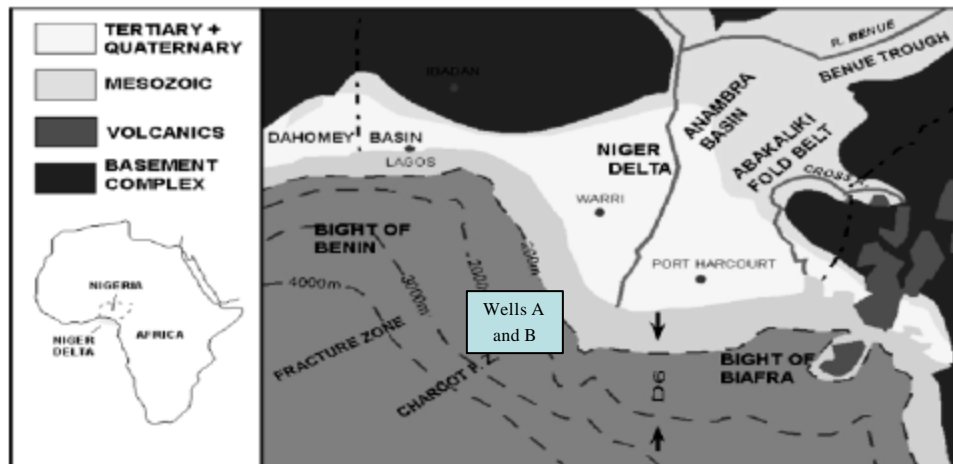 TERTIARY +
QUATERNARY
MESOZOIC
VOLCANICS
BASEMENT
COMPLEX
NIGERIA
AFRICA
NIGER
DELTA
IBADAN
DAHOMEY BASIN
LAGOS
NIGER
DELTA
WARRI
PORT HARCOURT
ANAMBRA
BASIN
ABAKALIKI
FOLD BELT
R. BENUE
BENUE TROUGH
CROSS R.
BIGHT OF
BENIN
200m
2000
3000m
4000m
Wells A
and B
FRACTURE ZONE
CHARCOT P. Z.
D6
BIGHT OF
BIAFRA